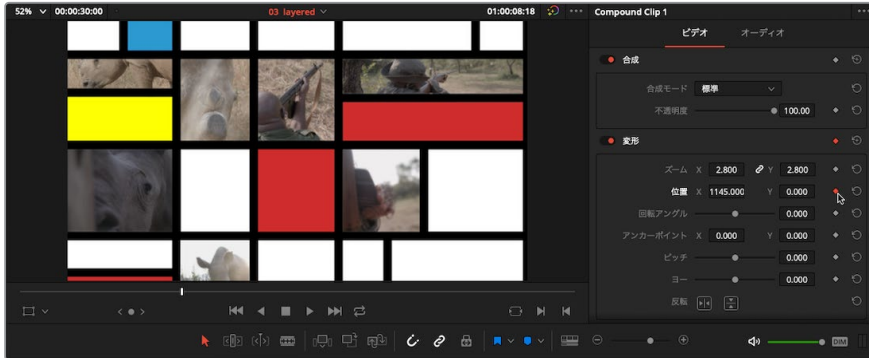 52% 00:00:30:00 03 layered 01:00:08:18 Compound Clip 1
ビデオ オーディオ
合成
合成モード 標準
不透明度 100.00
変形
ズーム X 2.800 Y 2.800
位置 X 1145.000 Y 0.000
回転アングル 0.000
アンカーポイント X 0.000 Y 0.000
ピッチ 0.000
ヨー 0.000
反転
DIM